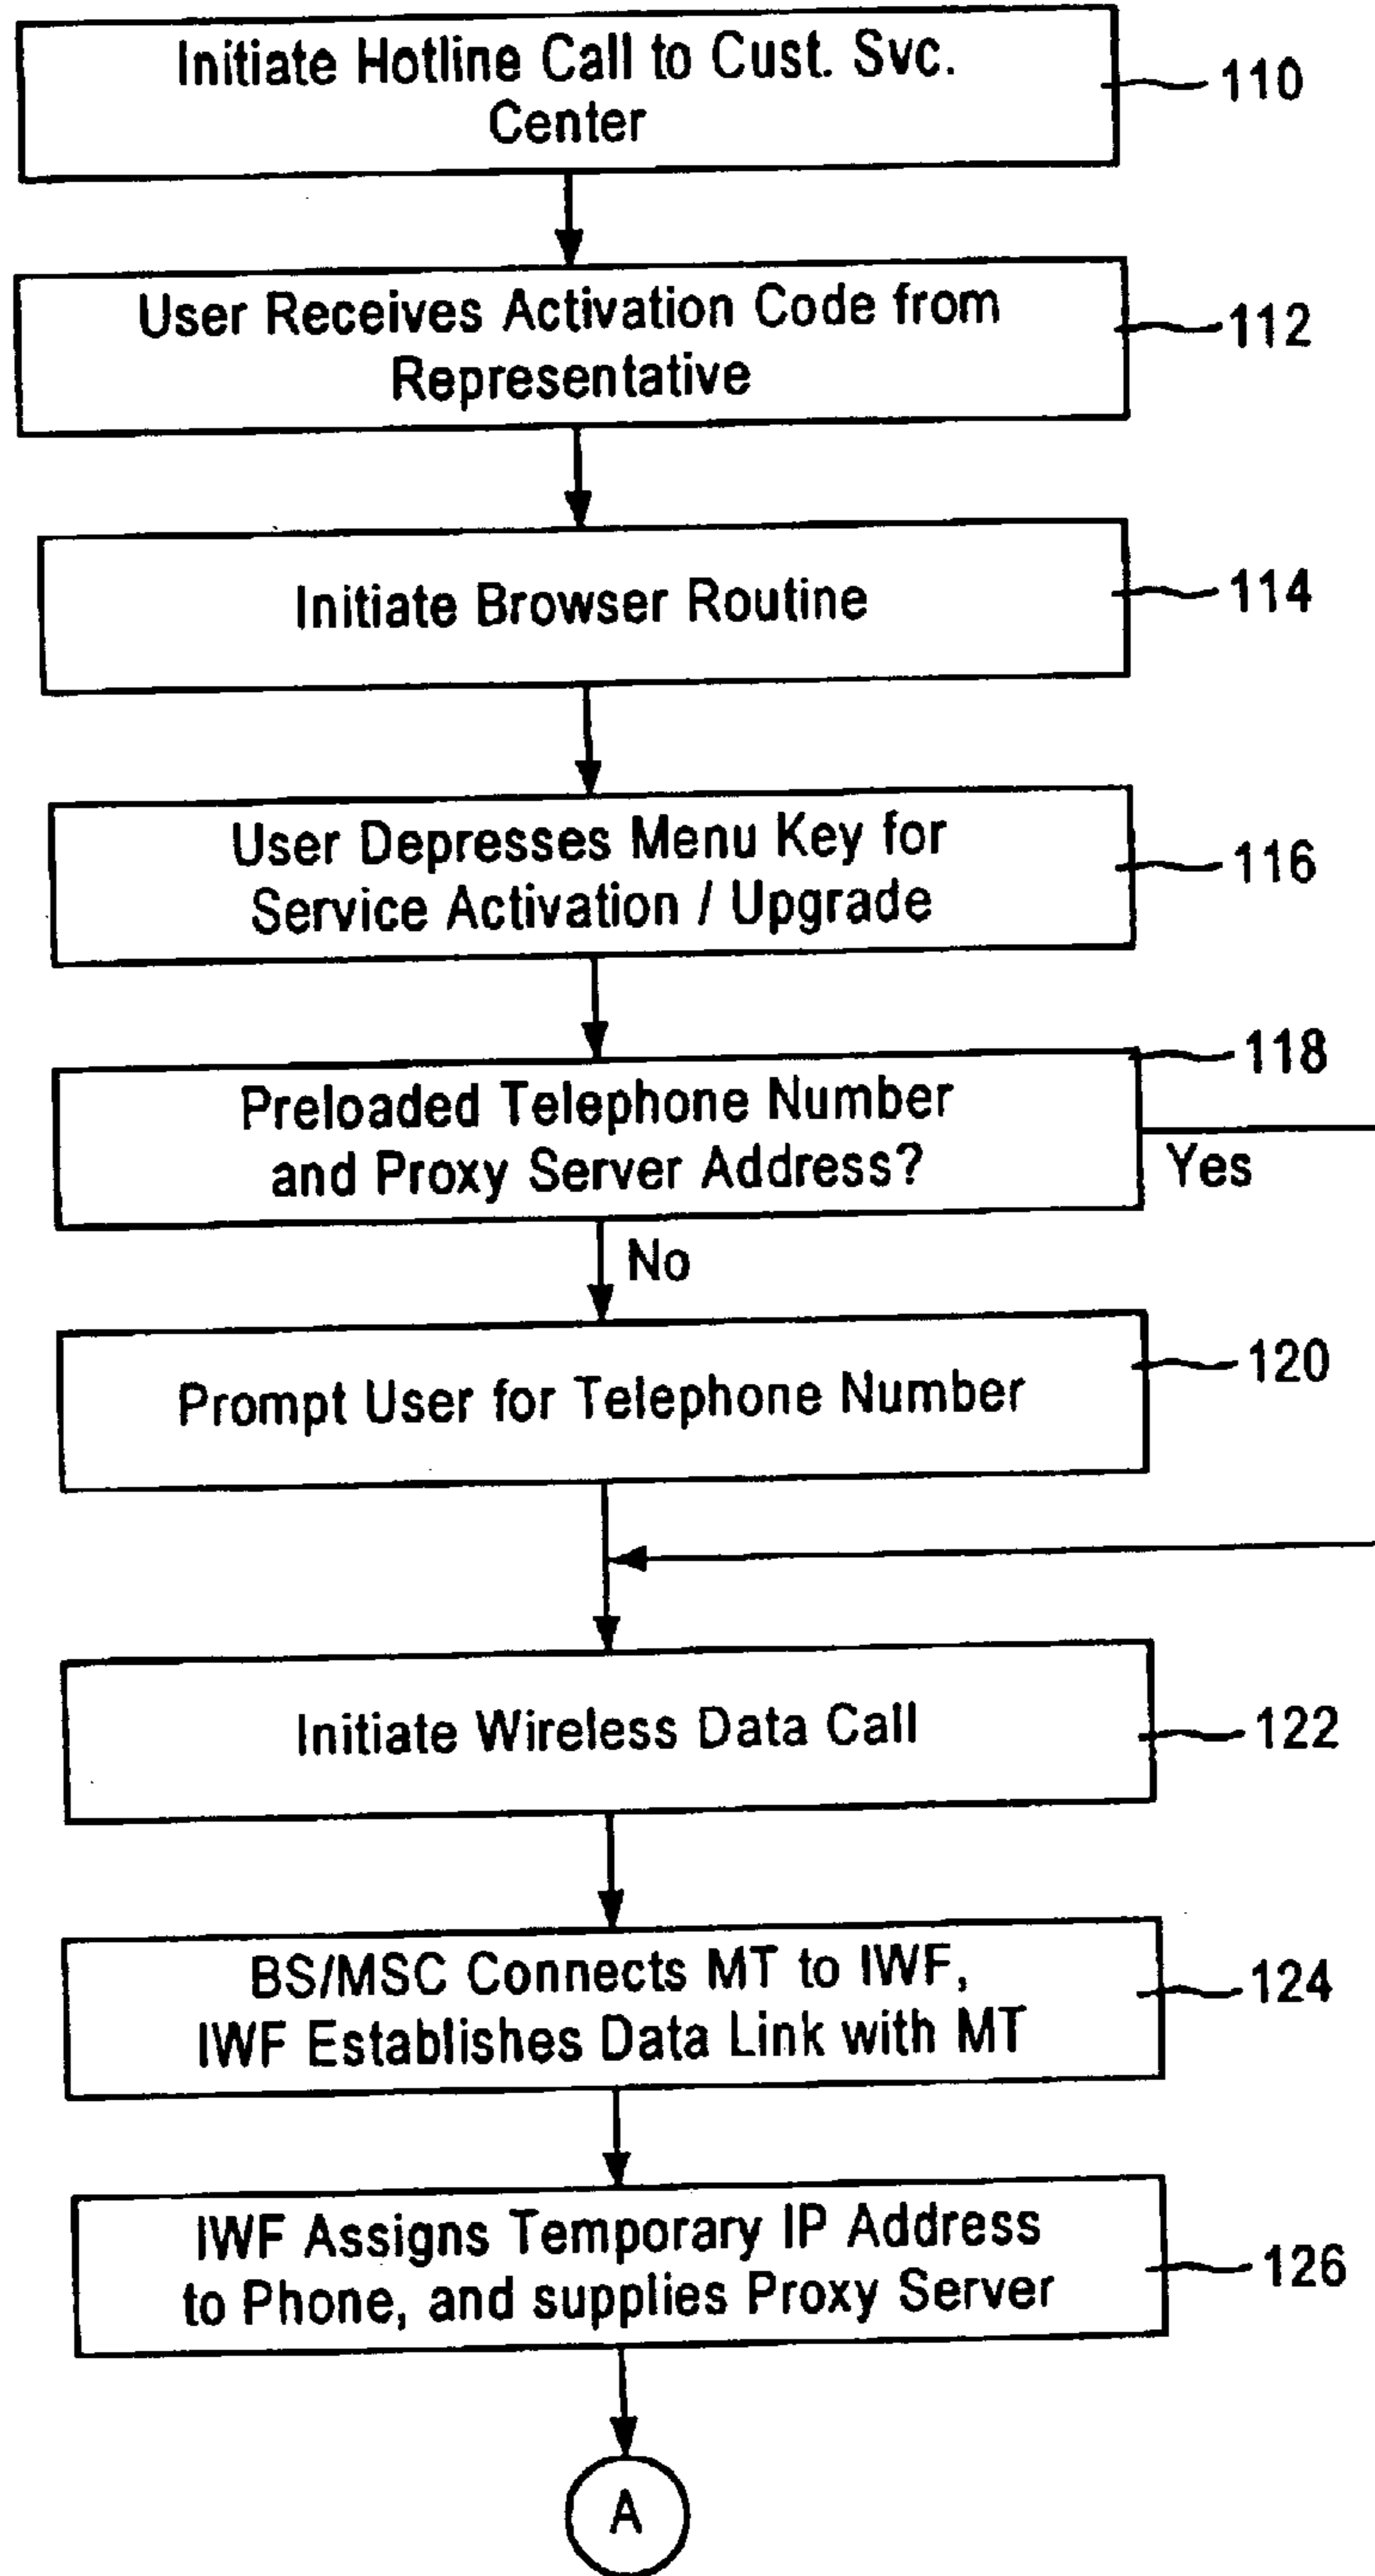 Initiate Hotline Call to Cust. Svc.
Center
110
User Receives Activation Code from
Representative
112
Initiate Browser Routine
114
User Depresses Menu Key for
Service Activation / Upgrade
116
118
Preloaded Telephone Number
and Proxy Server Address?
Yes
No
Prompt User for Telephone Number
120
Initiate Wireless Data Call
122
BS/MSC Connects MT to IWF,
IWF Establishes Data Link with MT
124
IWF Assigns Temporary IP Address
to Phone, and supplies Proxy Server
126
A